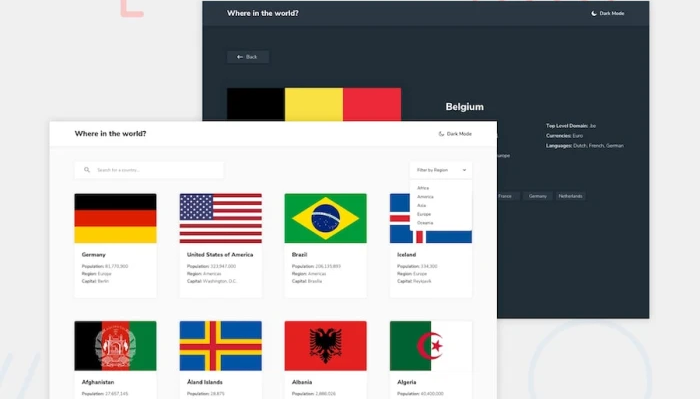 Where in the world?
Dark Mode
Back
Belgium
Top Level Domain: .be
Currencies: Euro
Languages: Dutch, French, German
France
Germany
Netherlands
Where in the world?
Dark Mode
Search for a country...
Filter by Region
Africa
America
Asia
Europe
Oceania
Germany
Population: 81,770,900
Region: Europe
Capital: Berlin
United States of America
Population: 323,947,000
Region: Americas
Capital: Washington, D.C.
Brazil
Population: 206,135,893
Region: Americas
Capital: Brasília
Iceland
Population: 334,300
Region: Europe
Capital: Reykjavík
Afghanistan
Population: 27,657,145
Åland Islands
Population: 28,875
Albania
Population: 2,886,026
Algeria
Population: 40,400,000